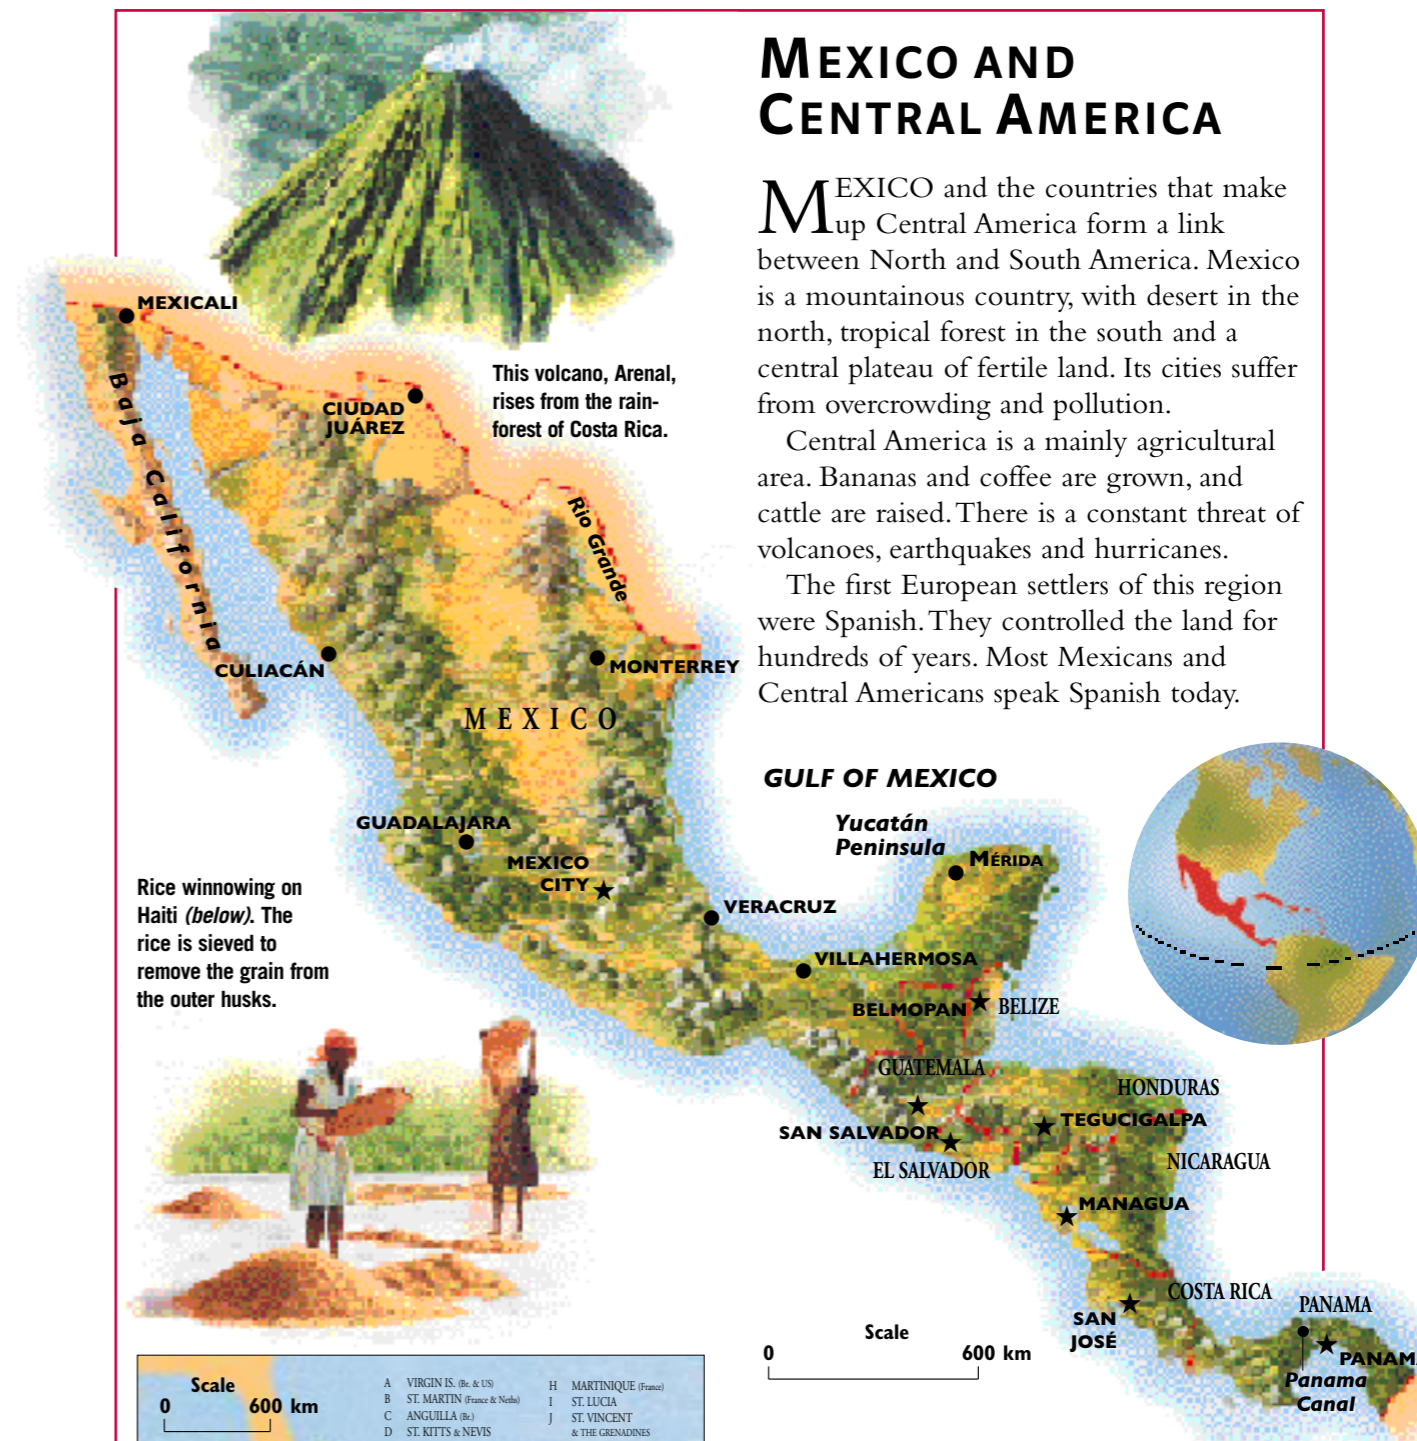 MEXICO AND
CENTRAL AMERICA
MEXICO and the countries that make
up Central America form a link
between North and South America. Mexico
is a mountainous country, with desert in the
north, tropical forest in the south and a
central plateau of fertile land. Its cities suffer
from overcrowding and pollution.
Central America is a mainly agricultural
area. Bananas and coffee are grown, and
cattle are raised. There is a constant threat of
volcanoes, earthquakes and hurricanes.
The first European settlers of this region
were Spanish. They controlled the land for
hundreds of years. Most Mexicans and
Central Americans speak Spanish today.
This volcano, Arenal,
rises from the rain-
forest of Costa Rica.
MEXICALI
Baja California
CIUDAD
JUÁREZ
Rio Grande
CULIACÁN
MONTERREY
MEXICO
GULF OF MEXICO
Yucatán
Peninsula
GUADALAJARA
MEXICO
CITY
MÉRIDA
VERACRUZ
VILLAHERMOSA
BELMOPAN
BELIZE
GUATEMALA
HONDURAS
SAN SALVADOR
TEGUCIGALPA
EL SALVADOR
NICARAGUA
MANAGUA
COSTA RICA
SAN
JOSÉ
PANAMA
PANAM
Panama
Canal
Scale
0 600 km
Rice winnowing on
Haiti (below). The
rice is sieved to
remove the grain from
the outer husks.
Scale
0 600 km
A VIRGIN IS. (Br. & US)
B ST. MARTIN (France & Neths)
C ANGUILLA (Br.)
D ST. KITTS & NEVIS
H MARTINIQUE (France)
I ST. LUCIA
J ST. VINCENT
& THE GRENADINES